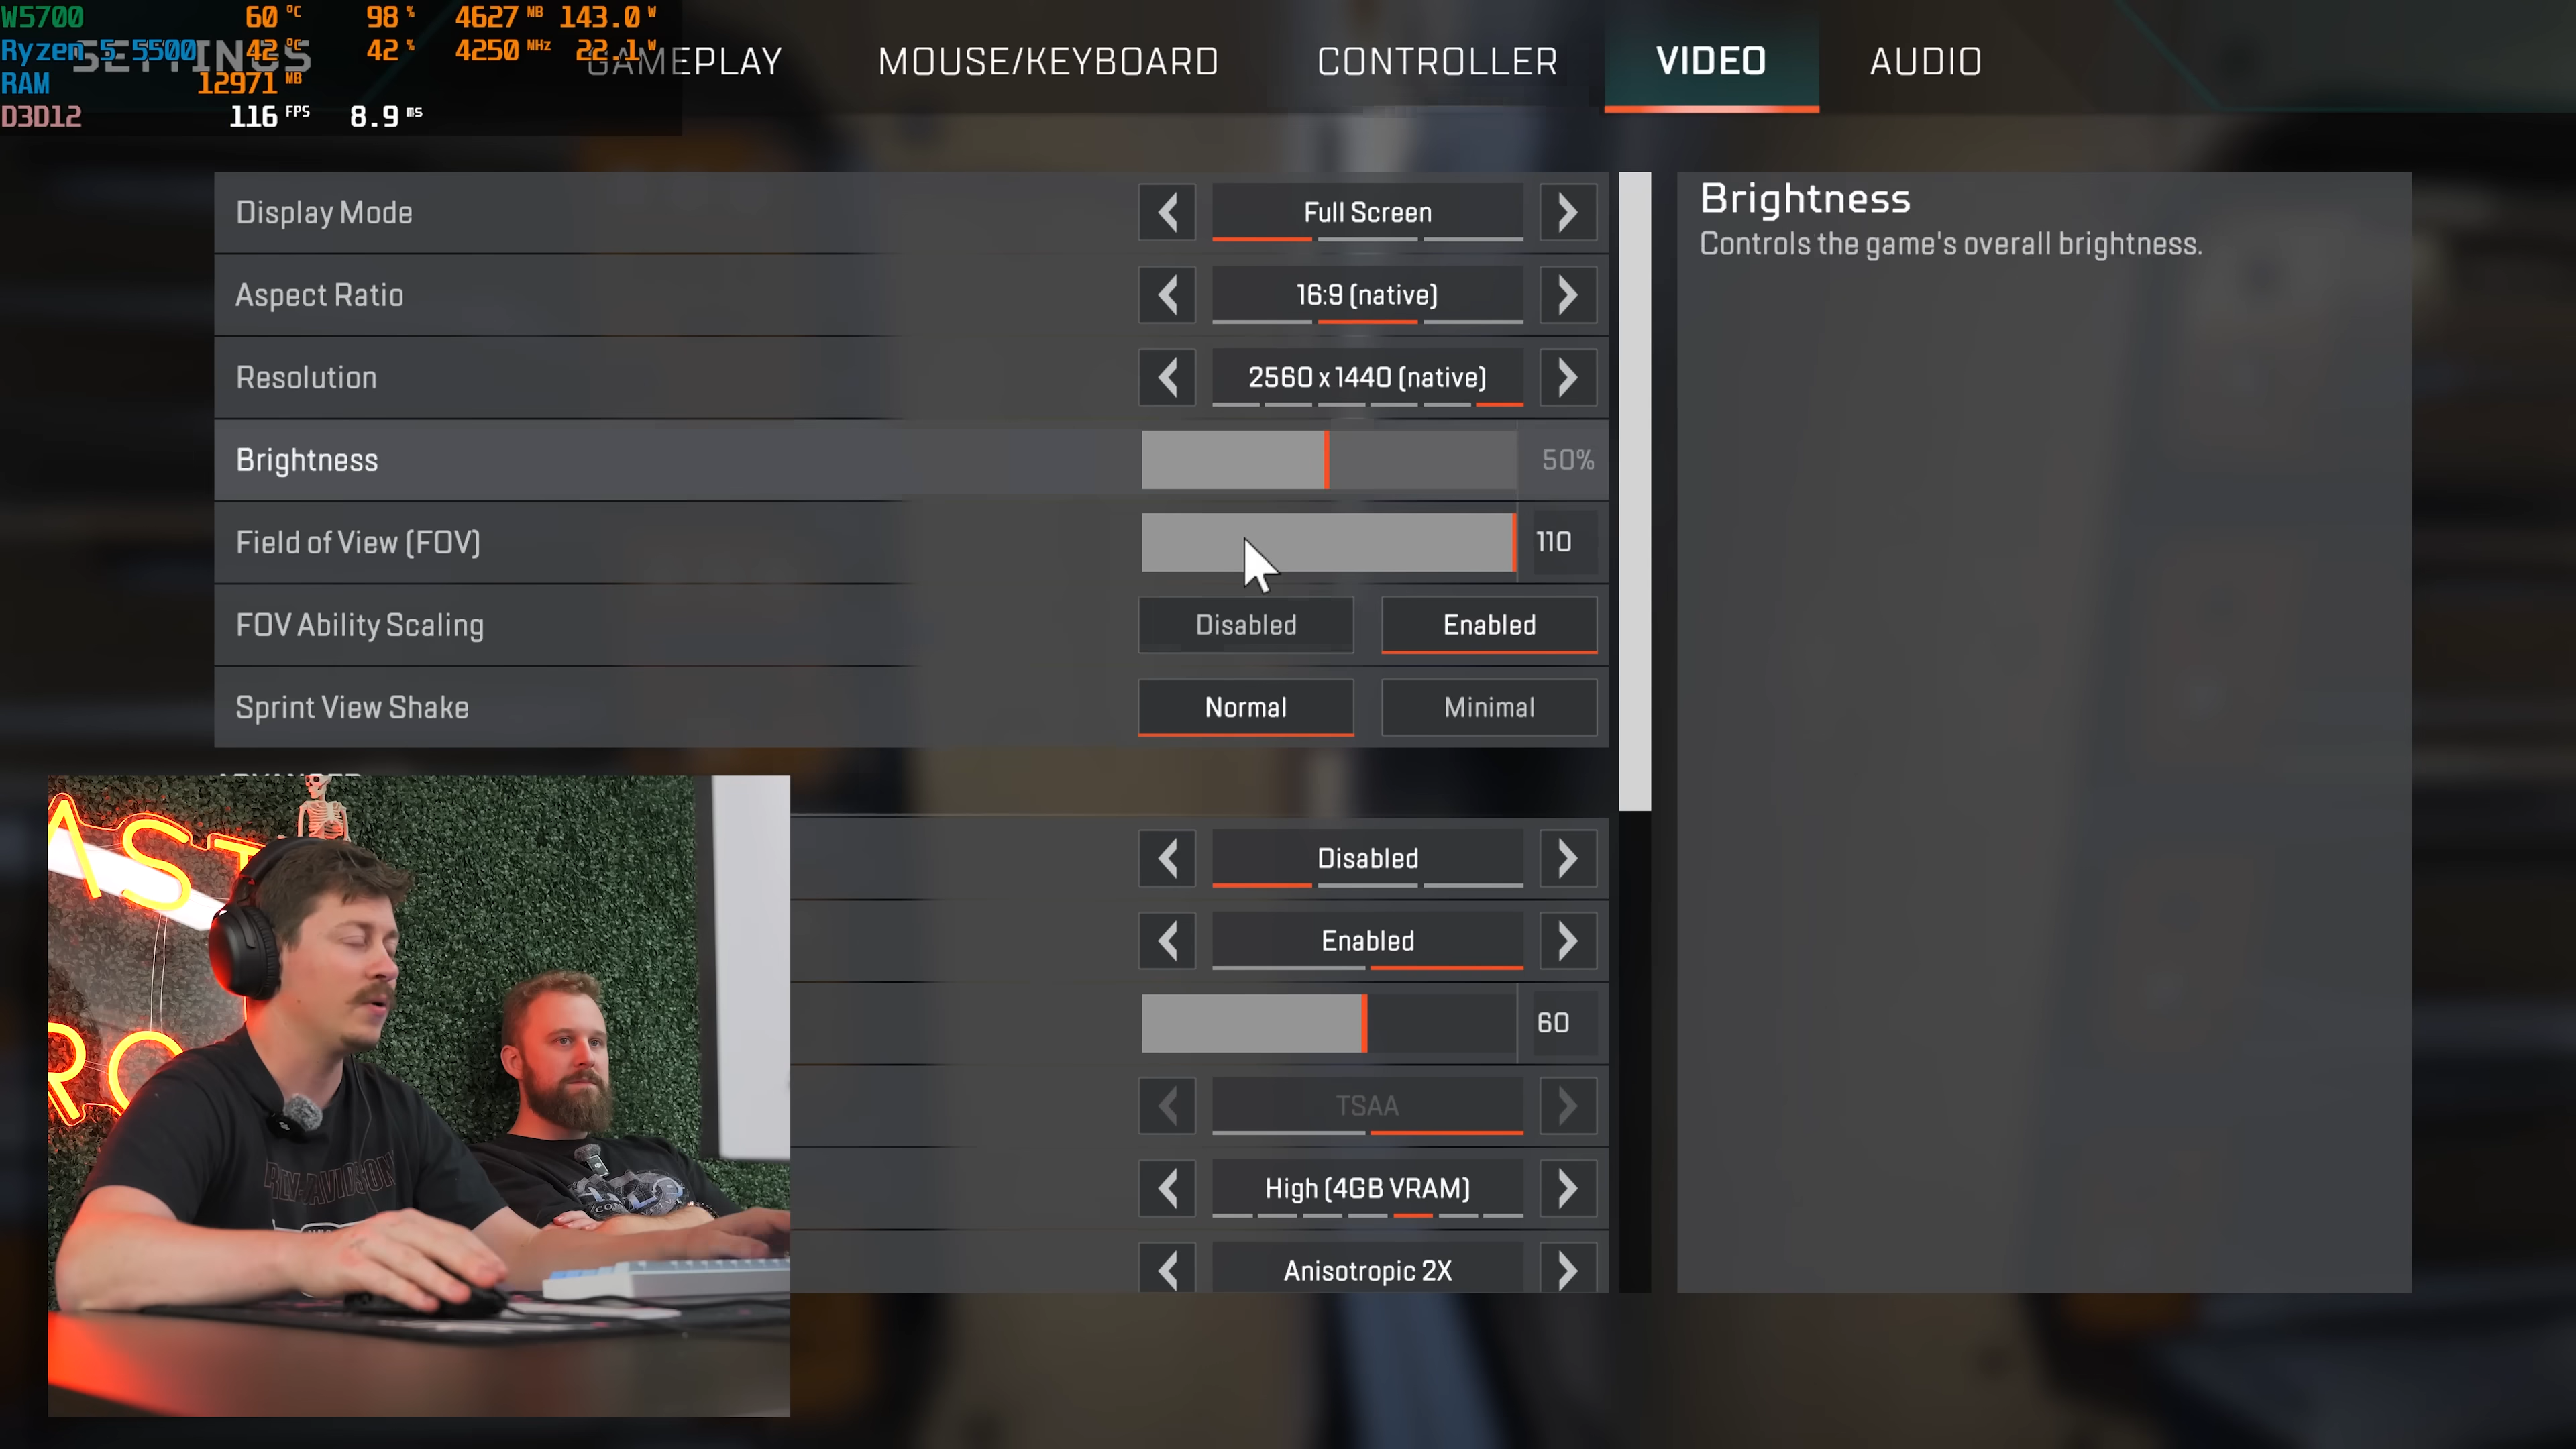 W5700 60 °C 98 % 4627 MB 143.0 W
Ryzen 5 5500 42 °C 42 % 4250 MHz 22.1 W
RAM 12971 MB
D3D12 116 FPS 8.9 ms
SETTINGS
GAMEPLAY MOUSE/KEYBOARD CONTROLLER VIDEO AUDIO
Display Mode Full Screen
Aspect Ratio 16:9 (native)
Resolution 2560 x 1440 (native)
Brightness 50%
Field of View (FOV) 110
FOV Ability Scaling Disabled Enabled
Sprint View Shake Normal Minimal
Brightness
Controls the game's overall brightness.
Disabled
Enabled
60
TSAA
High (4GB VRAM)
Anisotropic 2X
AST
RO